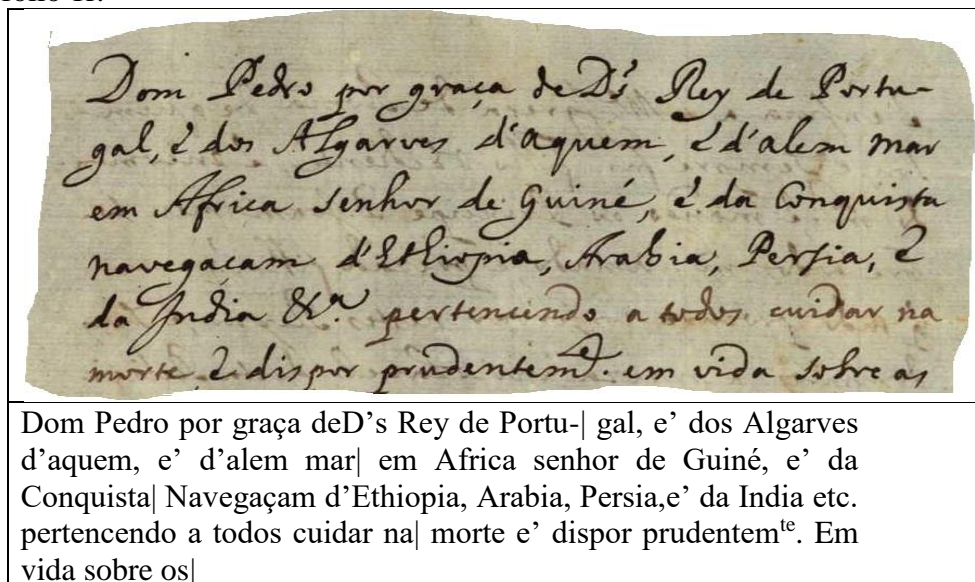 Dom Pedro por graça de D.ˢ Rey de Portu-
gal, é dos Algarves d'aquem, é d'alem mar
em Africa senhor de Guiné, é da Conquista
navegaçam d'Ethiopia, Arabia, Persia, é
da India &.ª pertencendo a todos cuidar na
morte, é dispor prudentem.ᵉ em vida sobre as
Dom Pedro por graça deD’s Rey de Portu-| gal, e’ dos Algarves
d’aquem, e’ d’alem mar| em Africa senhor de Guiné, e’ da
Conquista| Navegaçam d’Ethiopia, Arabia, Persia,e’ da India etc.
pertencendo a todos cuidar na| morte e’ dispor prudentemᵗᵉ. Em
vida sobre os|